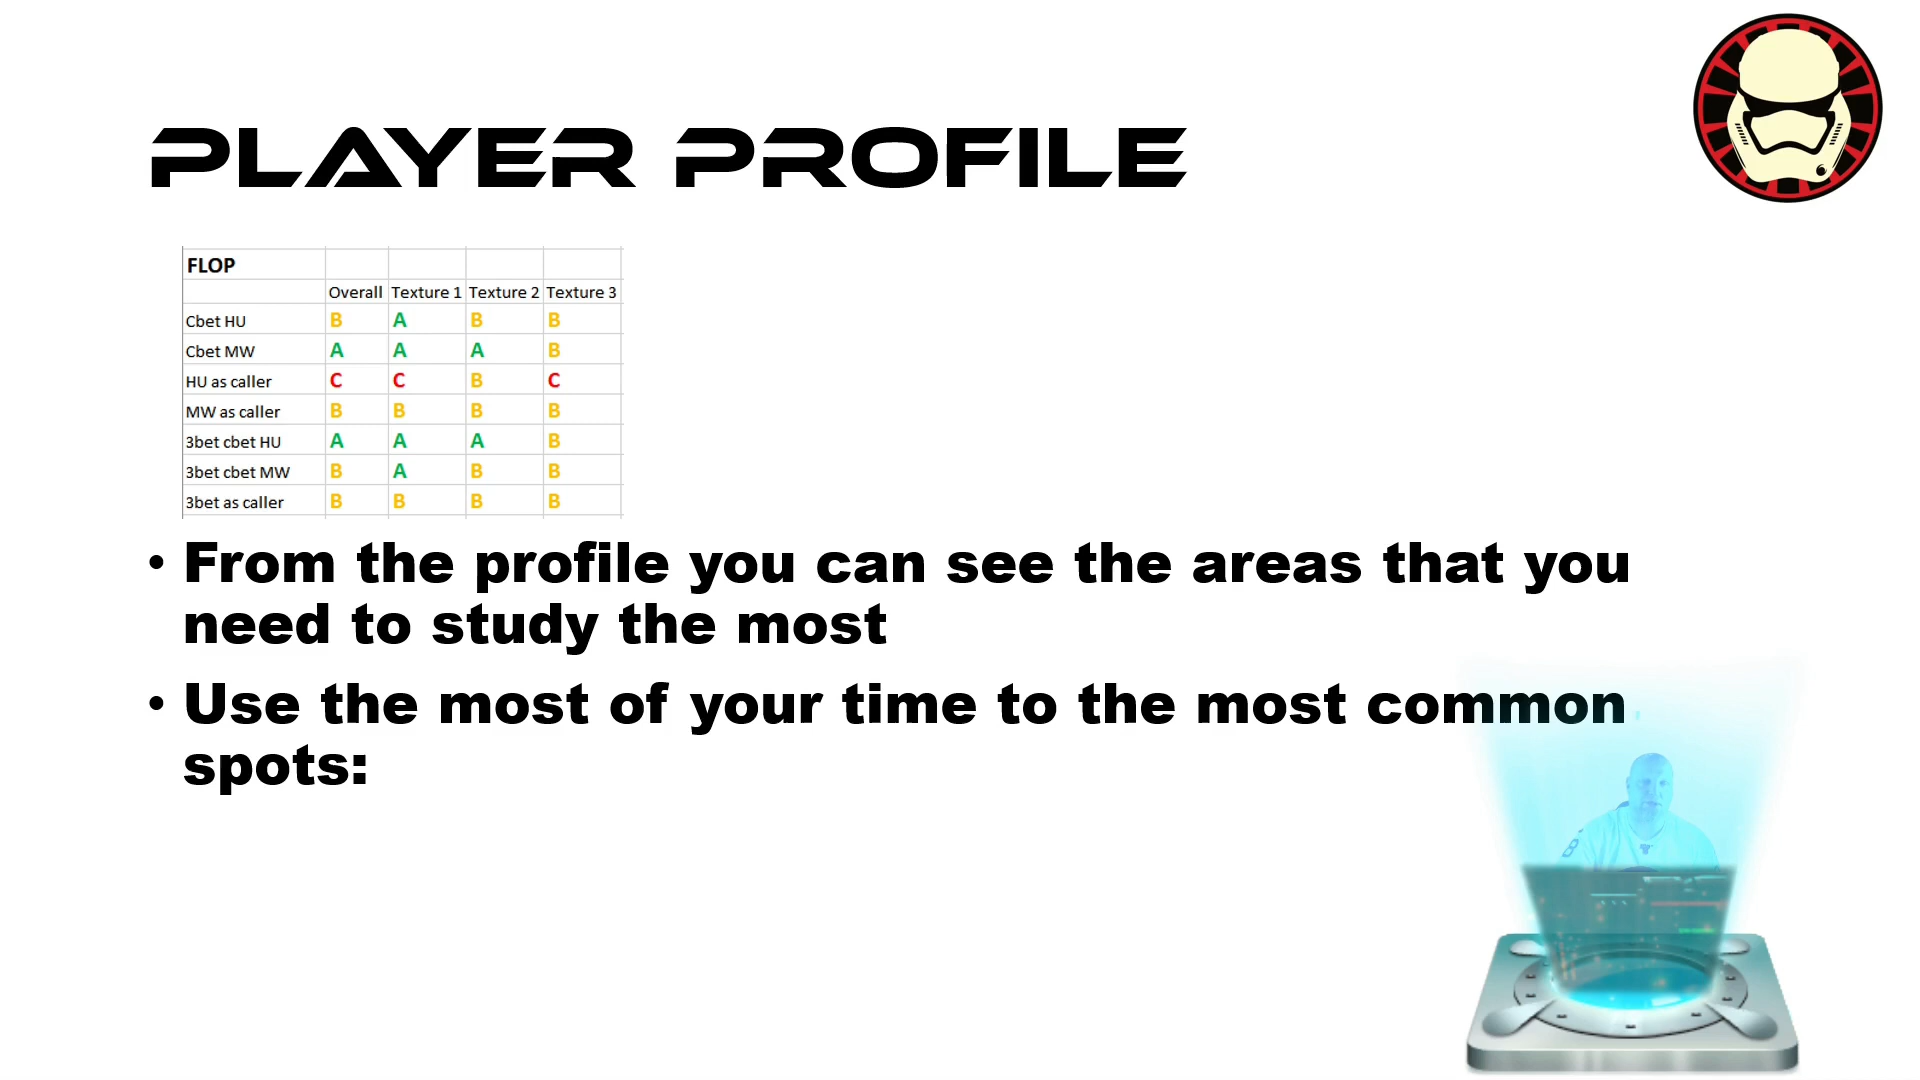 PLAYER PROFILE
FLOP
Overall Texture 1 Texture 2 Texture 3
Cbet HU B A B B
Cbet MW A A A B
HU as caller C C B C
MW as caller B B B B
3bet cbet HU A A A B
3bet cbet MW B A B B
3bet as caller B B B B
• From the profile you can see the areas that you
need to study the most
• Use the most of your time to the most common
spots: